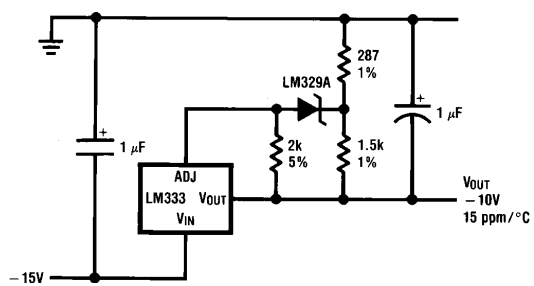 287
1%
LM329A
+
1 μF
+
1 μF
2k
5%
1.5k
1%
ADJ
LM333 VOUT
VIN
VOUT
−10V
15 ppm/°C
−15V